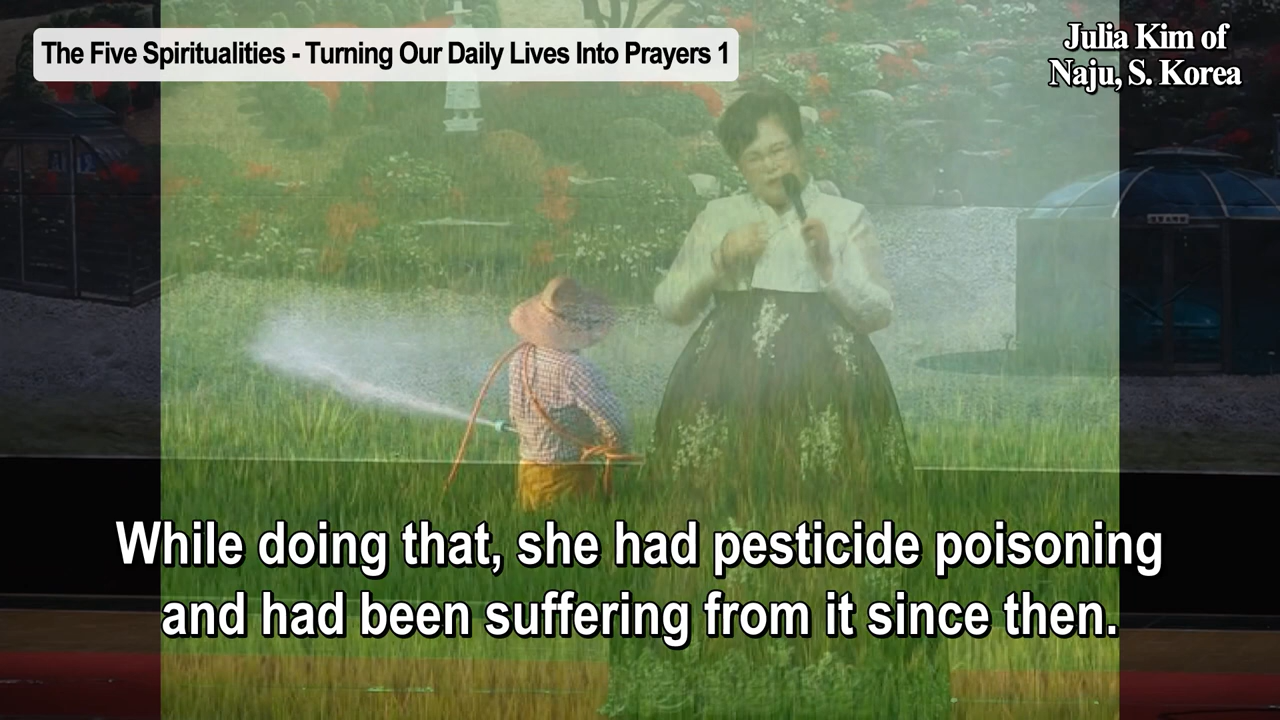 The Five Spiritualities - Turning Our Daily Lives Into Prayers 1
Julia Kim of
Naju, S. Korea
While doing that, she had pesticide poisoning
and had been suffering from it since then.